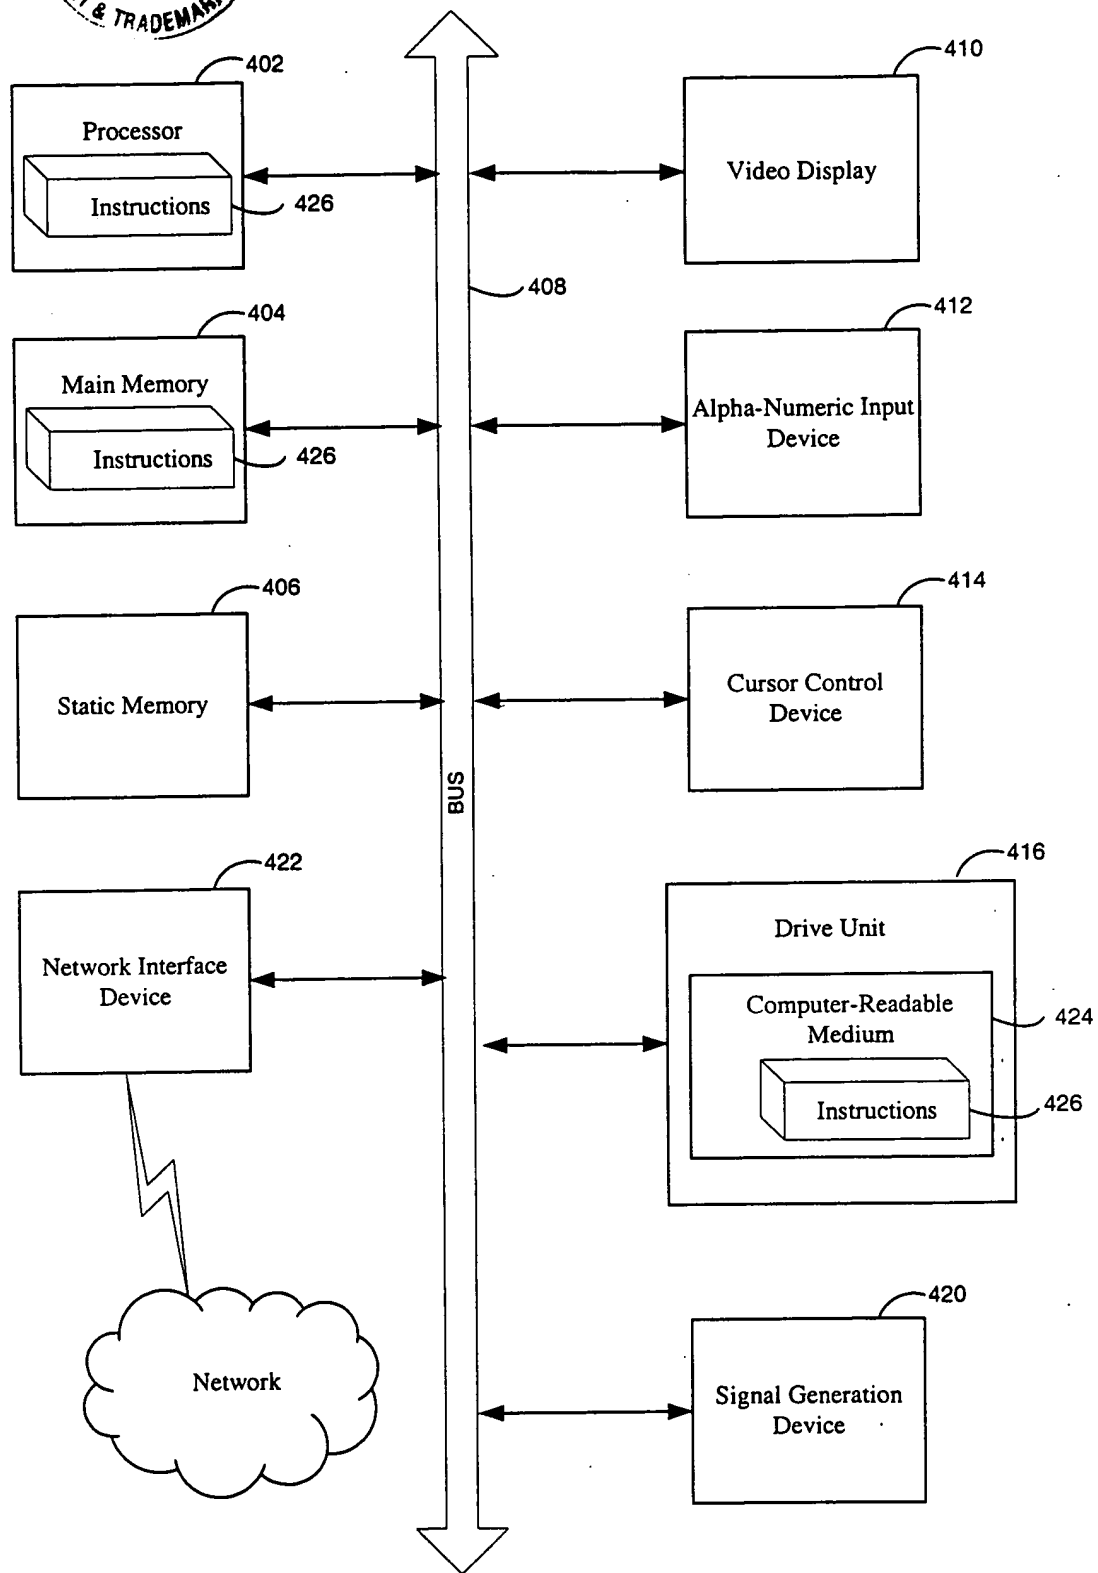 & TRADEMAR
402
Processor
Instructions
426
410
Video Display
408
404
Main Memory
Instructions
426
412
Alpha-Numeric Input
Device
406
Static Memory
414
Cursor Control
Device
BUS
422
Network Interface
Device
416
Drive Unit
Computer-Readable
Medium
424
Instructions
426
Network
420
Signal Generation
Device